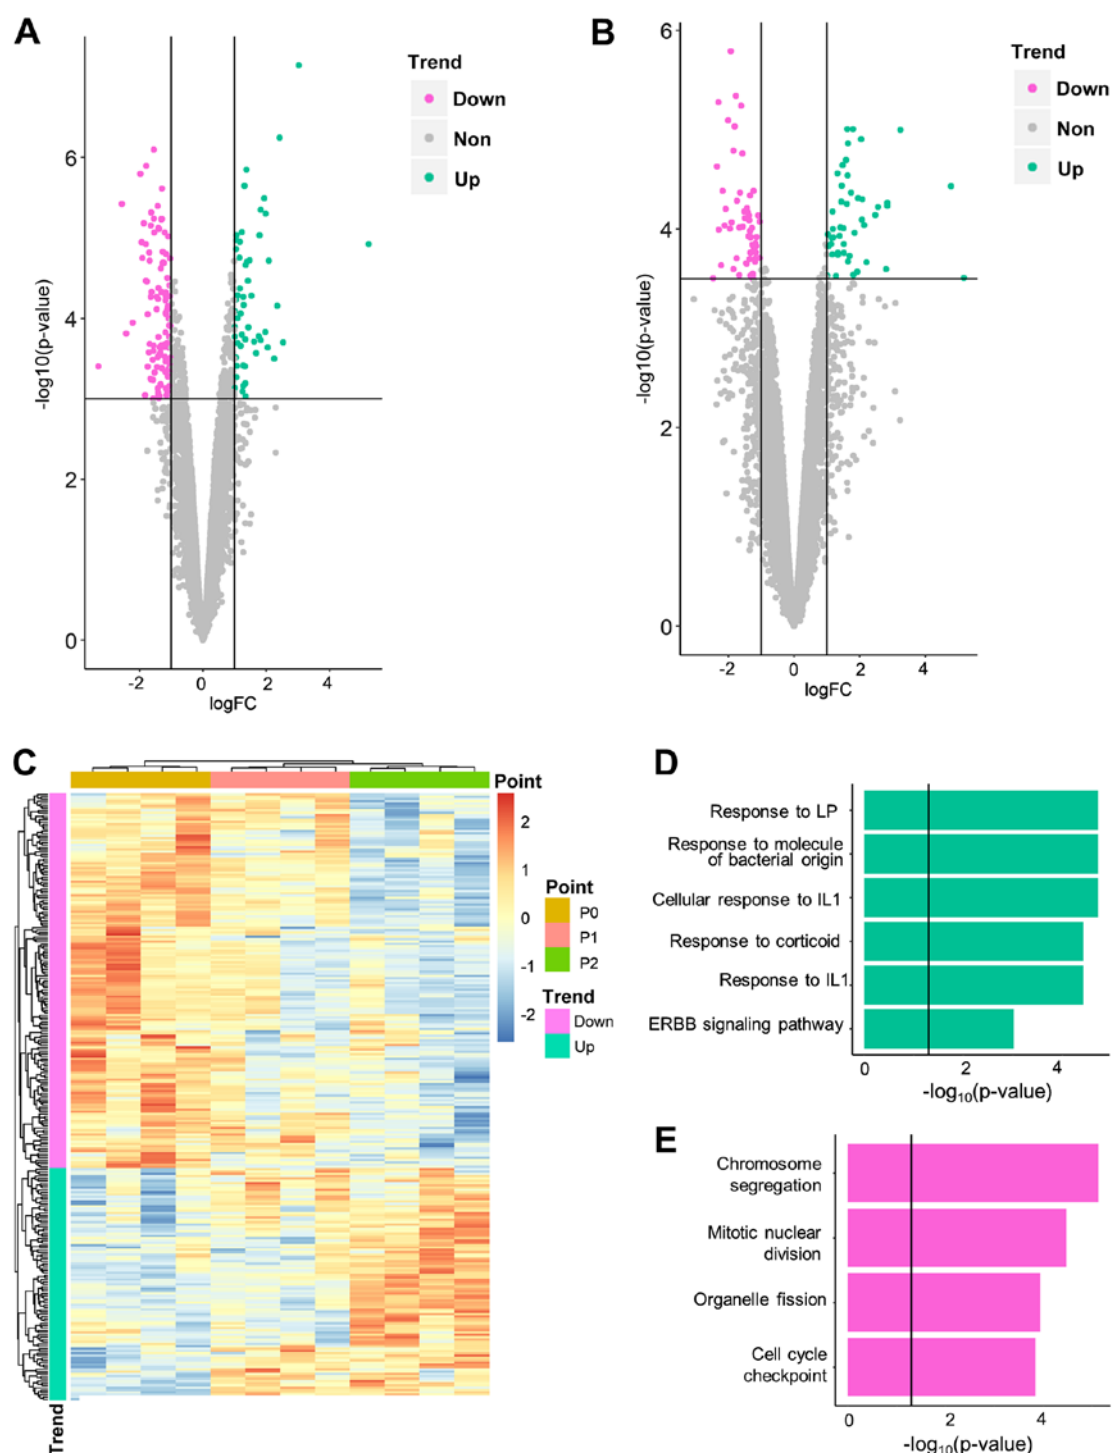 A
Trend
Down
Non
Up
6
4
2
0
-log10(p-value)
-2
0
2
4
logFC
B
Trend
Down
Non
Up
6
4
2
0
-log10(p-value)
-2
0
2
4
logFC
C
Point
2
1
0
-1
-2
Point
P0
P1
P2
Trend
Down
Up
Trend
D
Response to LP
Response to molecule
of bacterial origin
Cellular response to IL1
Response to corticoid
Response to IL1
ERBB signaling pathway
0
2
4
-log10(p-value)
E
Chromosome
segregation
Mitotic nuclear
division
Organelle fission
Cell cycle
checkpoint
0
2
4
-log10(p-value)